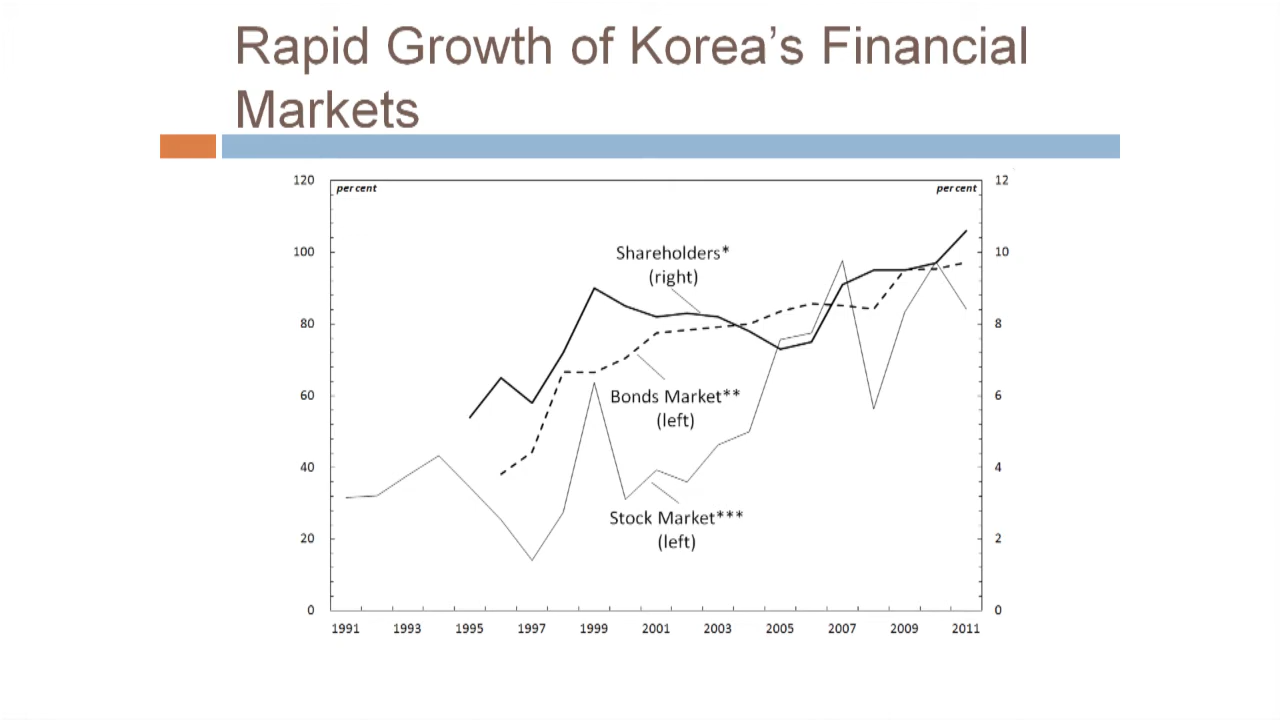 Rapid Growth of Korea's Financial
Markets
120
per cent
per cent
12
100
10
Shareholders*
(right)
80
8
60
6
Bonds Market**
(left)
40
4
Stock Market***
(left)
20
2
0
0
1991 1993 1995 1997 1999 2001 2003 2005 2007 2009 2011